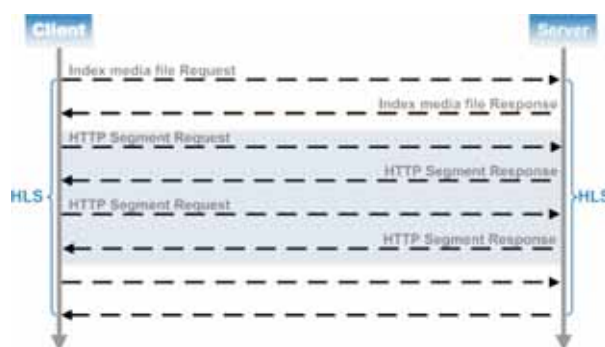 Client
Server
Index media file Request
Index media file Response
HTTP Segment Request
HTTP Segment Response
HLS
HLS
HTTP Segment Request
HTTP Segment Response